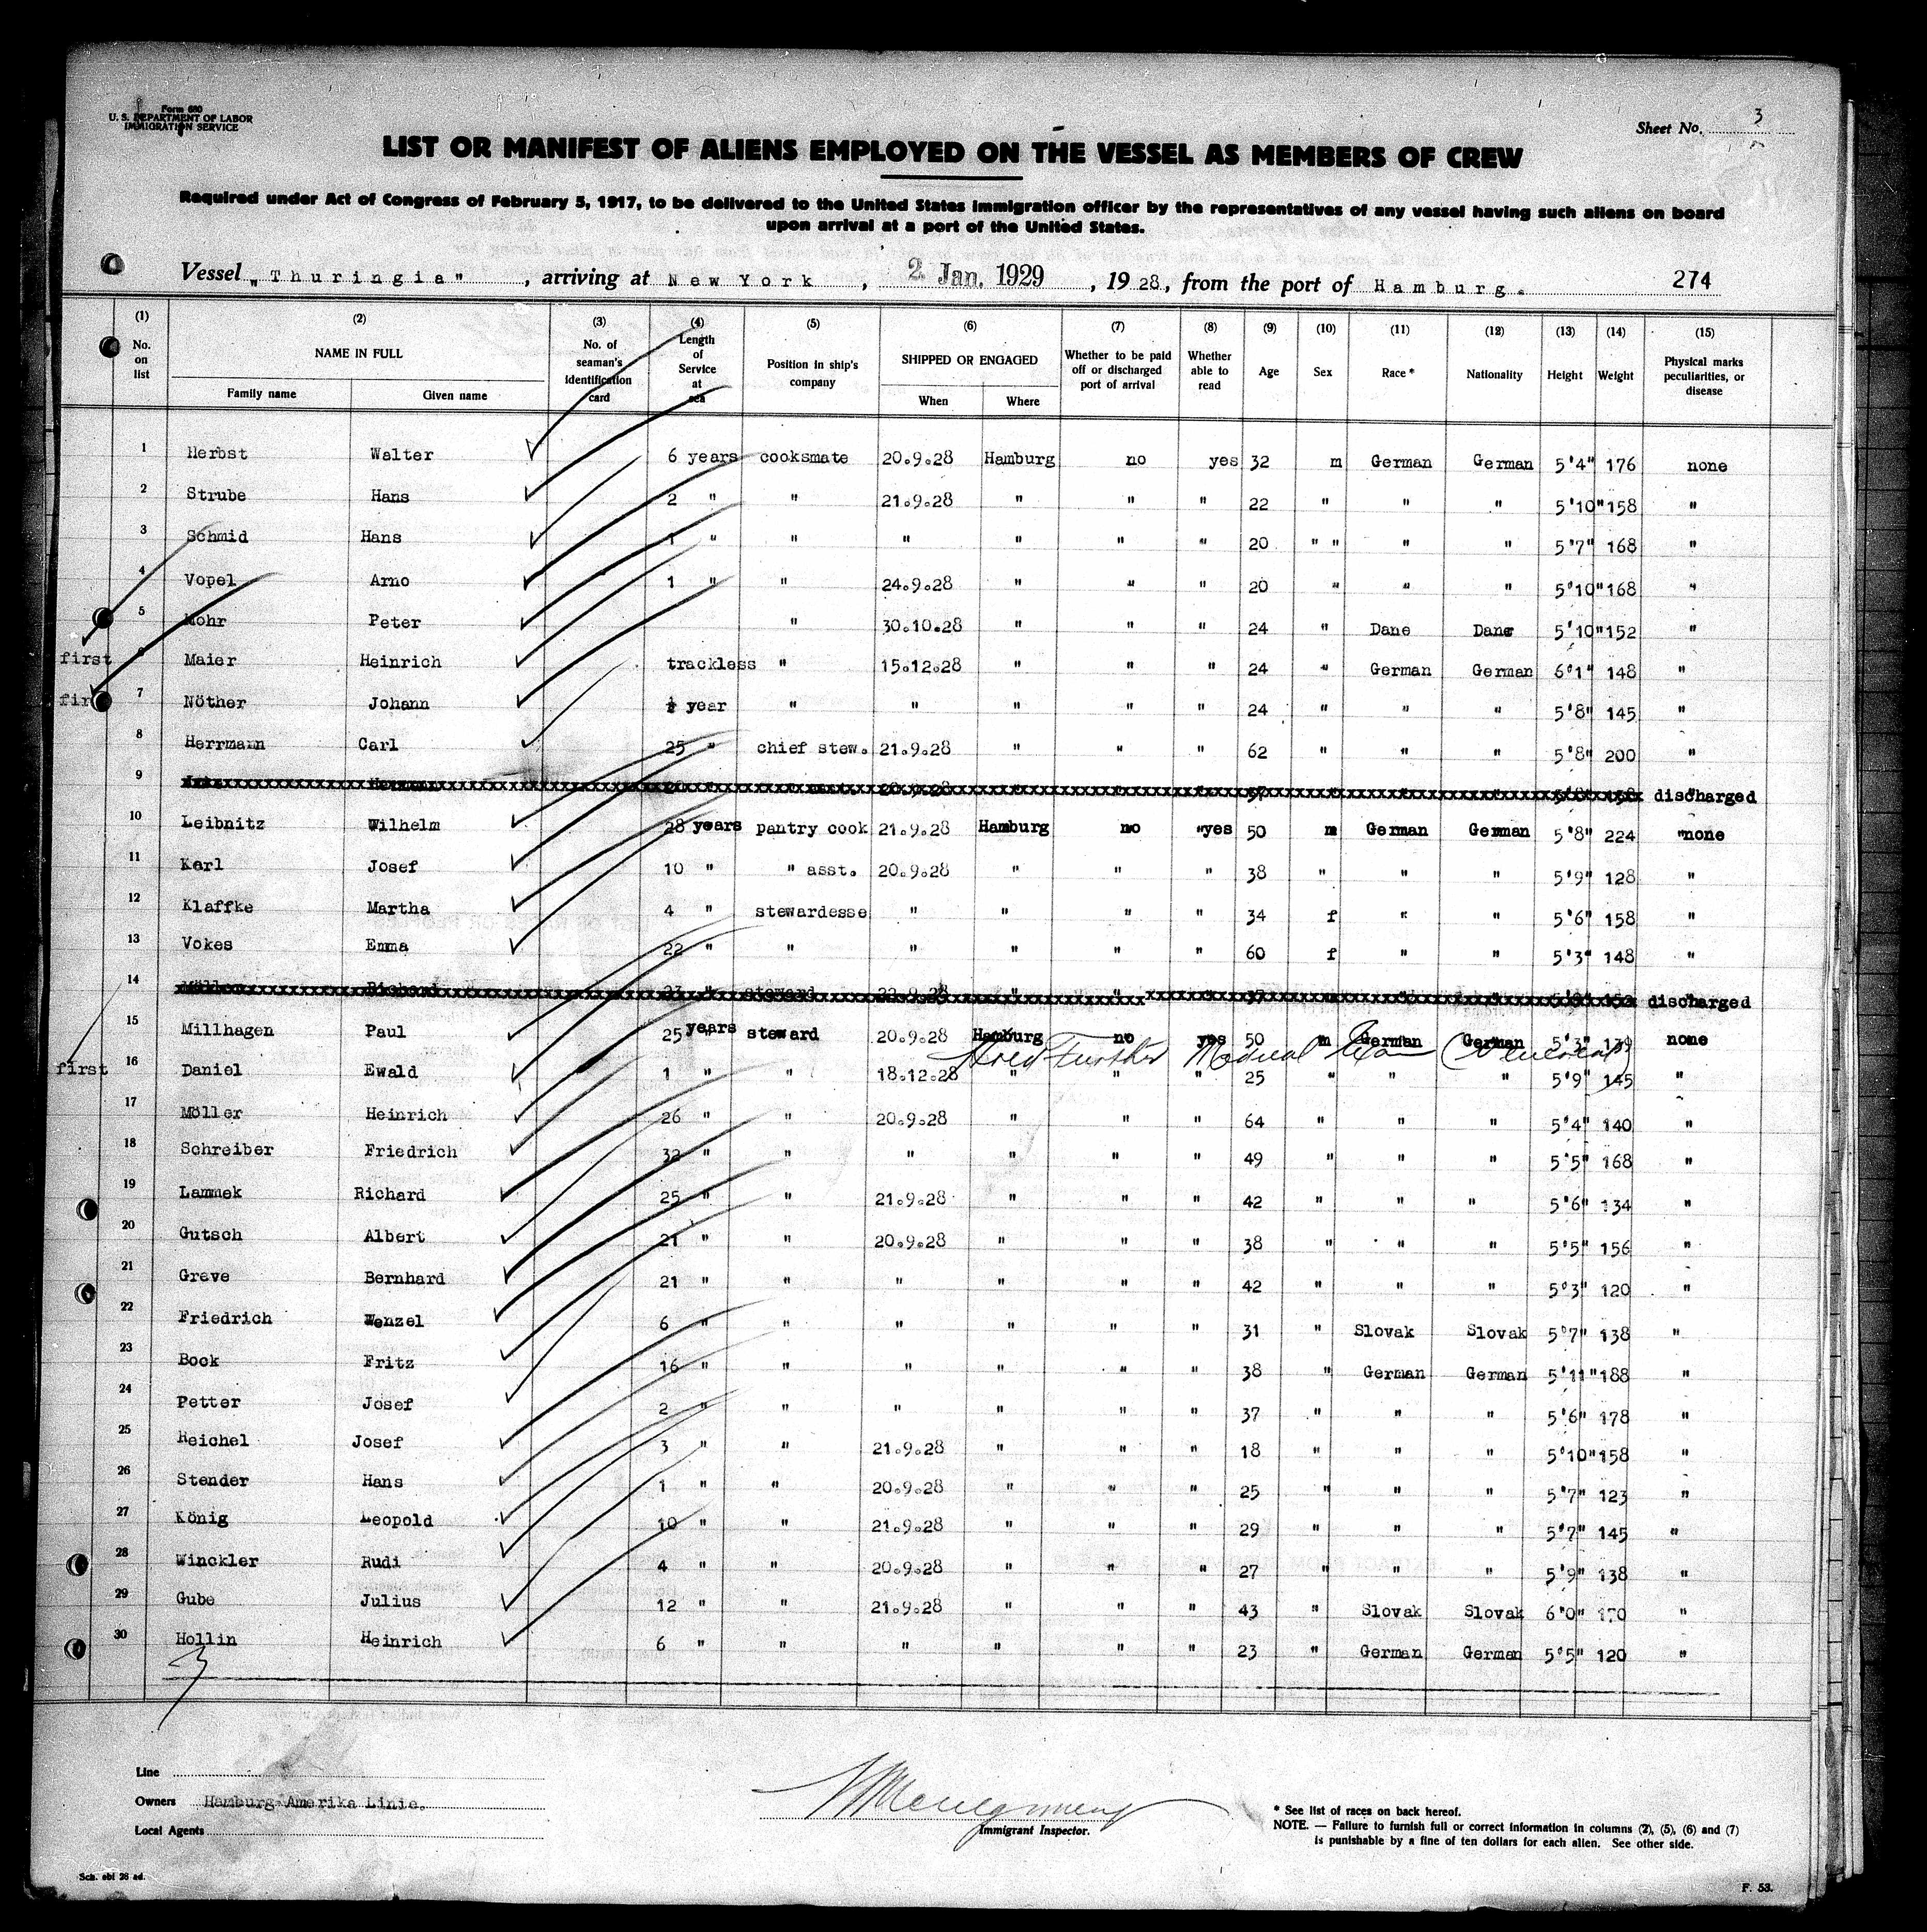 Form 680
U. S. DEPARTMENT OF LABOR
IMMIGRATION SERVICE
Sheet No. 3
LIST OR MANIFEST OF ALIENS EMPLOYED ON THE VESSEL AS MEMBERS OF CREW
Required under Act of Congress of February 5, 1917, to be delivered to the United States Immigration officer by the representatives of any vessel having such aliens on board
upon arrival at a port of the United States.
Vessel „Thuringia" , arriving at New York , 2 Jan. 1929 , 1928, from the port of Hamburg. 274
(1) (2) (3) (4) (5) (6) (7) (8) (9) (10) (11) (12) (13) (14) (15)
No. on list NAME IN FULL Family name Given name No. of seaman's identification card Length of Service at sea Position in ship's company SHIPPED OR ENGAGED When Where Whether to be paid off or discharged port of arrival Whether able to read Age Sex Race * Nationality Height Weight Physical marks peculiarities, or disease
1 Herbst Walter 6 years cooksmate 20.9.28 Hamburg no yes 32 m German German 5'4" 176 none
2 Strube Hans 2 " " 21.9.28 " " " 22 " " " 5'10" 158 "
3 Schmid Hans 1 " " " " " " 20 " " " " 5'7" 168 "
4 Vopel Arno 1 " " 24.9.28 " " " 20 " " " 5'10" 168 "
5 Mohr Peter " 30.10.28 " " " 24 " Dane Dane 5'10" 152 "
first 6 Maier Heinrich trackless " 15.12.28 " " " 24 " German German 6'1" 148 "
7 Nöther Johann ½ year " " " " " 24 " " " 5'8" 145 "
8 Herrmann Carl 25 " chief stew. 21.9.28 " " " 62 " " " 5'8" 200 "
9 discharged
10 Leibnitz Wilhelm 28 years pantry cook 21.9.28 Hamburg no "yes 50 m German German 5'8" 224 "none
11 Karl Josef 10 " " asst. 20.9.28 " " " 38 " " " 5'9" 128 "
12 Klaffke Martha 4 " stewardesse " " " " 34 f " " 5'6" 158 "
13 Vokes Emma 22 " " " " " " 60 f " " 5'3" 148 "
14 discharged
15 Millhagen Paul 25 years steward 20.9.28 Hamburg no yes 50 m German German 5'3" 139 none
Further Medical
first 16 Daniel Ewald 1 " " 18.12.28 " 25 " " " 5'9" 145 "
17 Möller Heinrich 26 " " 20.9.28 " " " 64 " " " 5'4" 140 "
18 Schreiber Friedrich 32 " " " " " " 49 " " " 5'5" 168 "
19 Lammek Richard 25 " " 21.9.28 " " " 42 " " " 5'6" 134 "
20 Gutsch Albert 21 " " 20.9.28 " " " 38 " " " 5'5" 156 "
21 Greve Bernhard 21 " " " " " " 42 " " " 5'3" 120 "
22 Friedrich Wenzel 6 " " " " " " 31 " Slovak Slovak 5'7" 138 "
23 Bock Fritz 16 " " " " " " 38 " German German 5'11" 188 "
24 Petter Josef 2 " " " " " " 37 " " " 5'6" 178 "
25 Reichel Josef 3 " " 21.9.28 " " " 18 " " " 5'10" 158 "
26 Stender Hans 1 " " 20.9.28 " " " 25 " " " 5'7" 123 "
27 König Leopold 10 " " 21.9.28 " " " 29 " " " 5'7" 145 "
28 Winckler Rudi 4 " " 20.9.28 " " " 27 " " " 5'9" 138 "
29 Gube Julius 12 " " 21.9.28 " " " 43 " Slovak Slovak 6'0" 170 "
30 Hollin Heinrich 6 " " " " " " 23 " German German 5'5" 120 "
3
Line
Owners Hamburg-Amerika Linie.
Local Agents
Immigrant Inspector.
* See list of races on back hereof.
NOTE. — Failure to furnish full or correct information in columns (2), (5), (6) and (7)
is punishable by a fine of ten dollars for each alien. See other side.
Sch. abl 28 ad.
F. 53.